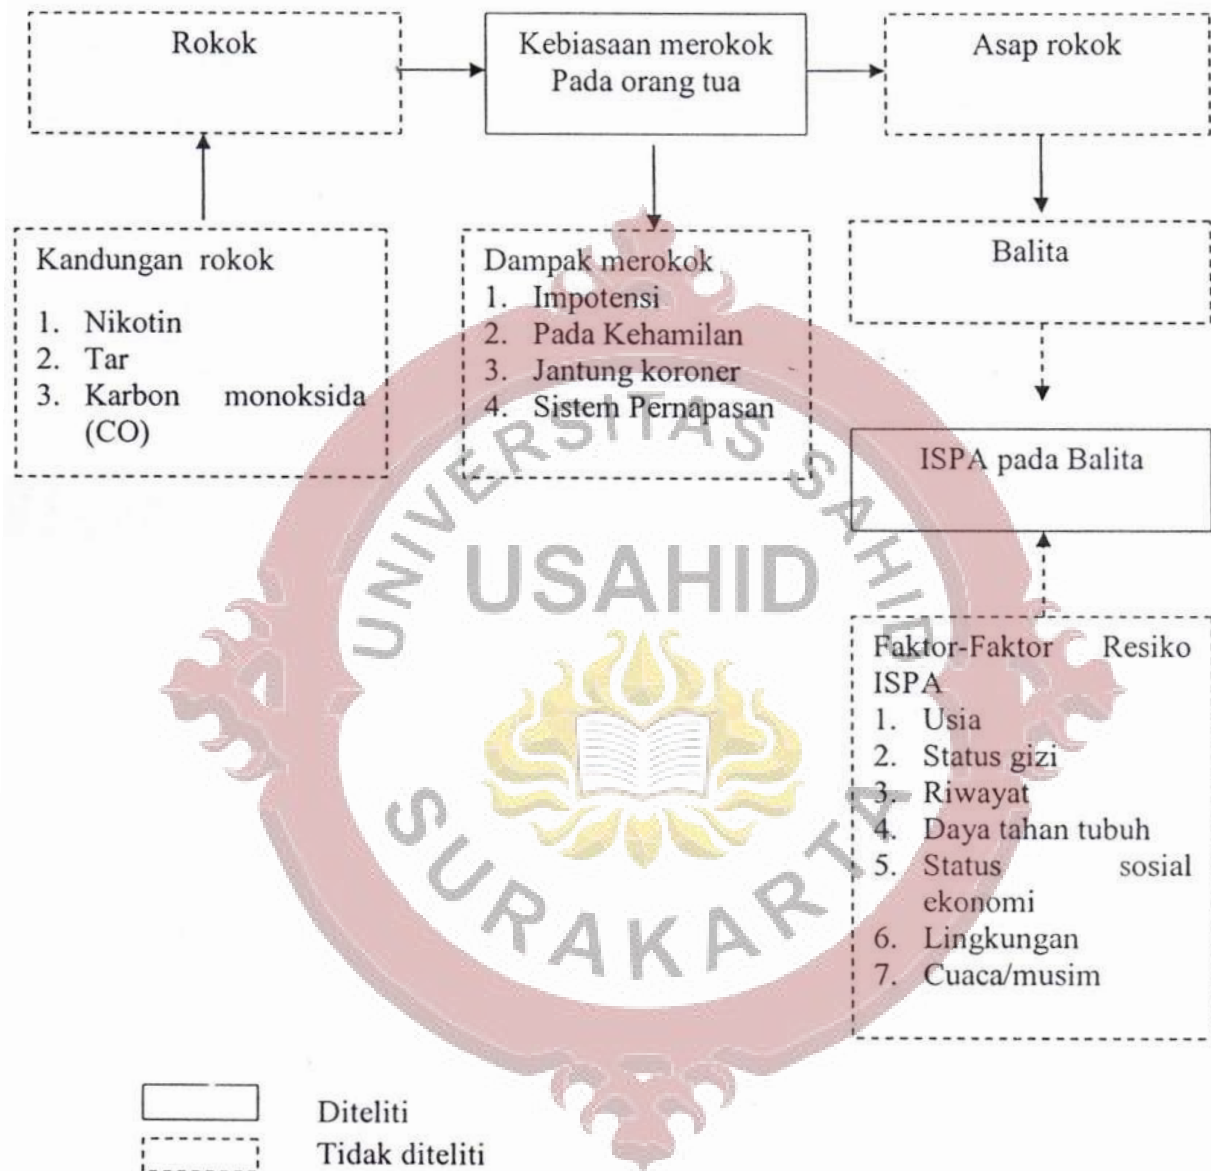 Rokok
Kebiasaan merokok
Pada orang tua
Asap rokok
Kandungan rokok
1. Nikotin
2. Tar
3. Karbon monoksida
(CO)
Dampak merokok
1. Impotensi
2. Pada Kehamilan
3. Jantung koroner
4. Sistem Pernapasan
Balita
ISPA pada Balita
Faktor-Faktor Resiko
ISPA
1. Usia
2. Status gizi
3. Riwayat
4. Daya tahan tubuh
5. Status sosial
ekonomi
6. Lingkungan
7. Cuaca/musim
UNIVERSITAS SAHID
USAHID
SURAKARTA
Diteliti
Tidak diteliti